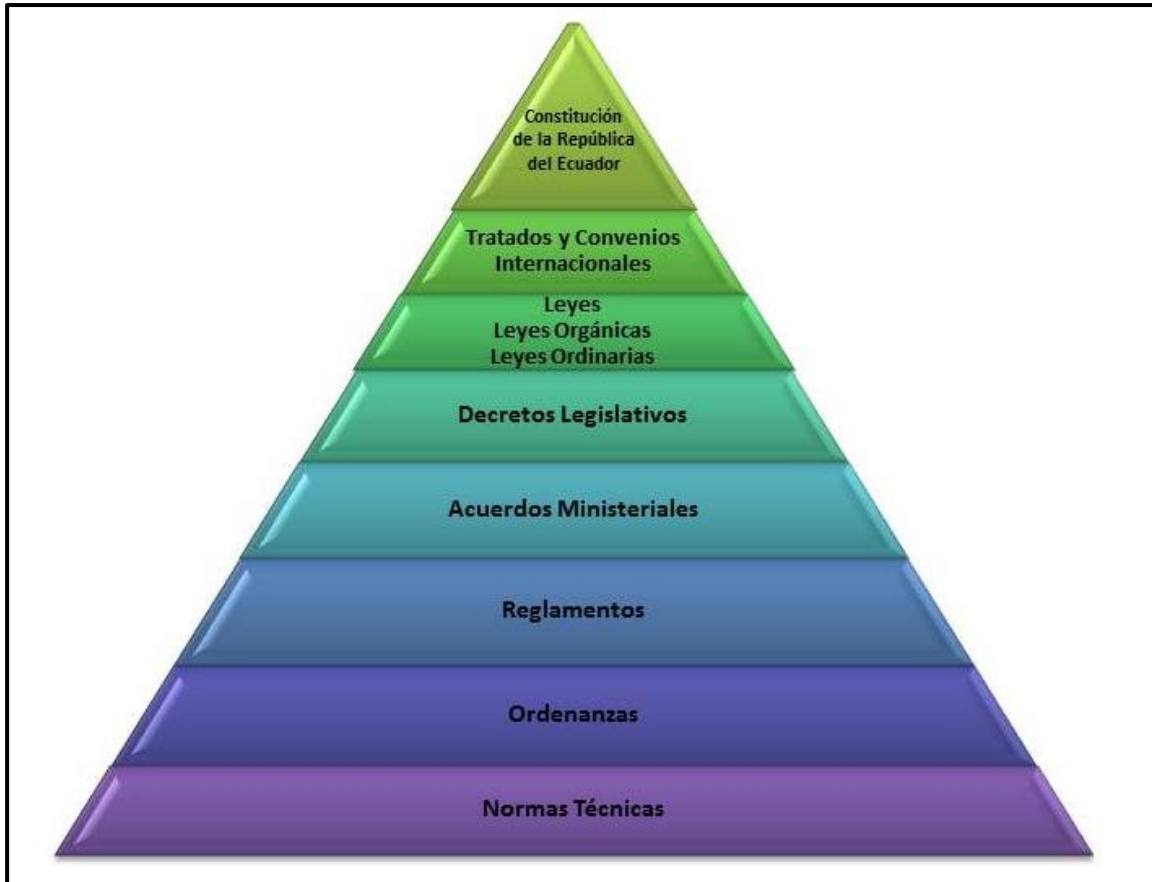 Constitución
de la República
del Ecuador
Tratados y Convenios
Internacionales
Leyes
Leyes Orgánicas
Leyes Ordinarias
Decretos Legislativos
Acuerdos Ministeriales
Reglamentos
Ordenanzas
Normas Técnicas